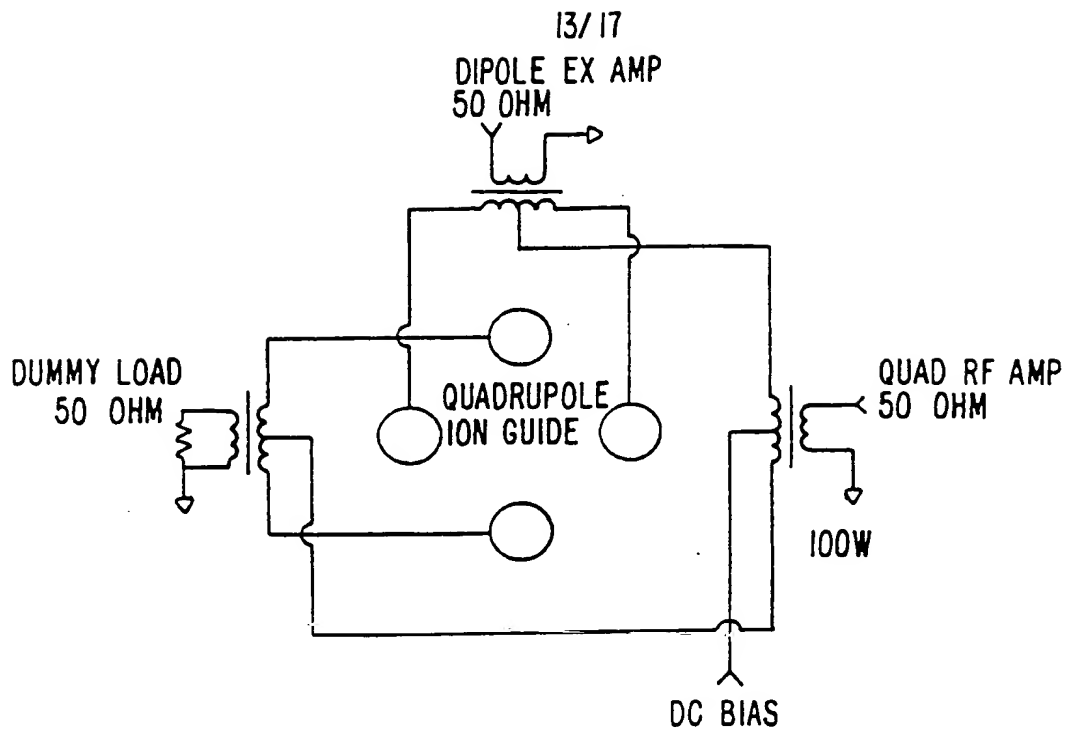 13/17
DIPOLE EX AMP
50 OHM
DUMMY LOAD
50 OHM
QUADRUPOLE
ION GUIDE
QUAD RF AMP
50 OHM
100W
DC BIAS